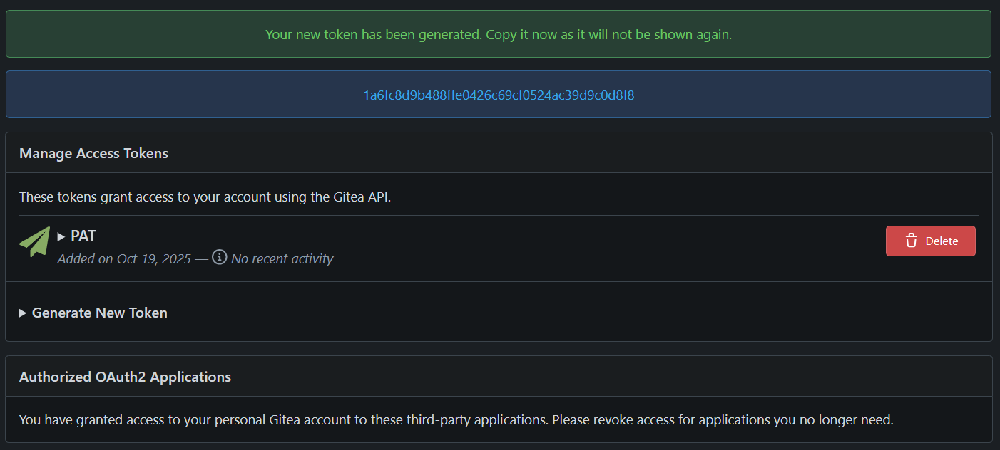 Your new token has been generated. Copy it now as it will not be shown again.
1a6fc8d9b488ffe0426c69cf0524ac39d9c0d8f8
Manage Access Tokens
These tokens grant access to your account using the Gitea API.
PAT
Delete
Added on Oct 19, 2025 — No recent activity
Generate New Token
Authorized OAuth2 Applications
You have granted access to your personal Gitea account to these third-party applications. Please revoke access for applications you no longer need.